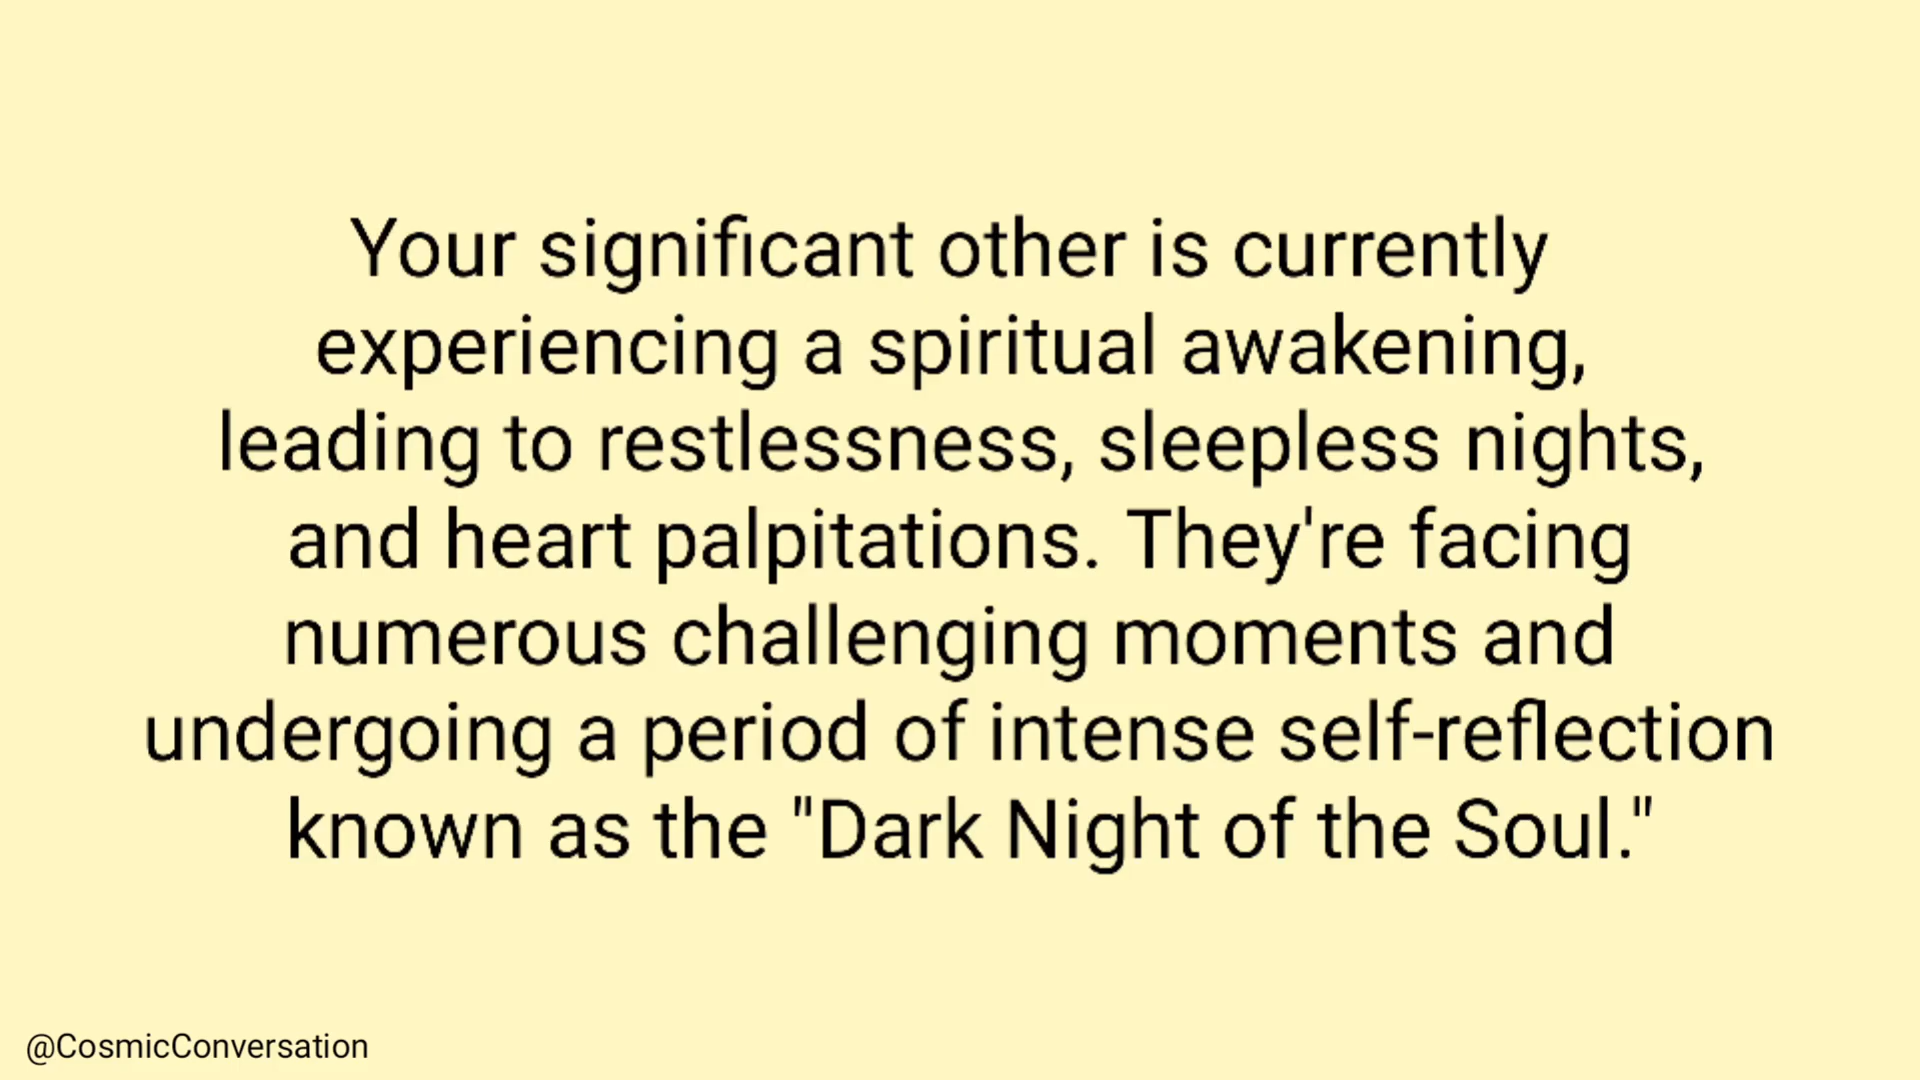 Your significant other is currently
experiencing a spiritual awakening,
leading to restlessness, sleepless nights,
and heart palpitations. They're facing
numerous challenging moments and
undergoing a period of intense self-reflection
known as the "Dark Night of the Soul."
@CosmicConversation